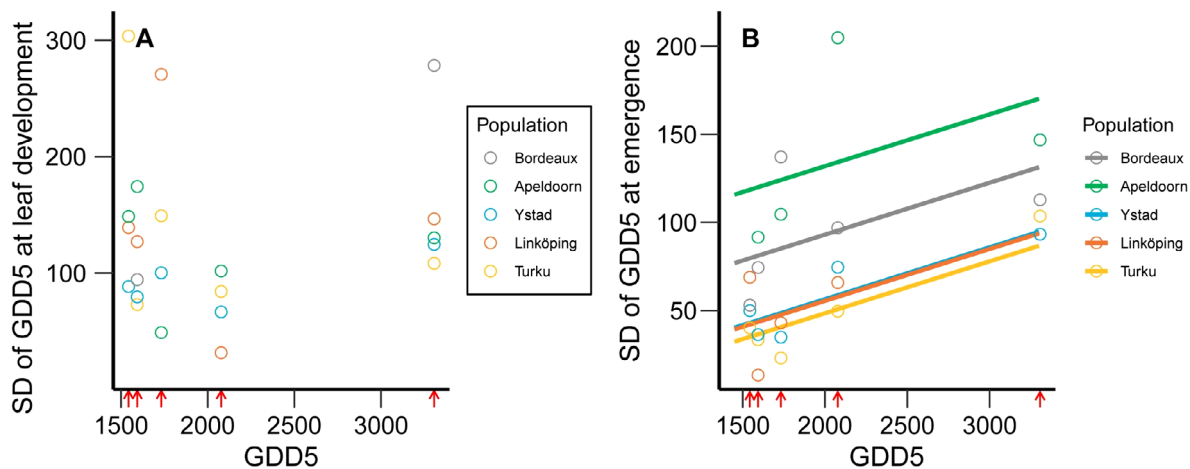 A
SD of GDD5 at leaf development
300
200
100
1500
2000
2500
3000
GDD5
Population
Bordeaux
Apeldoorn
Ystad
Linköping
Turku
B
SD of GDD5 at emergence
200
150
100
50
1500
2000
2500
3000
GDD5
Population
Bordeaux
Apeldoorn
Ystad
Linköping
Turku